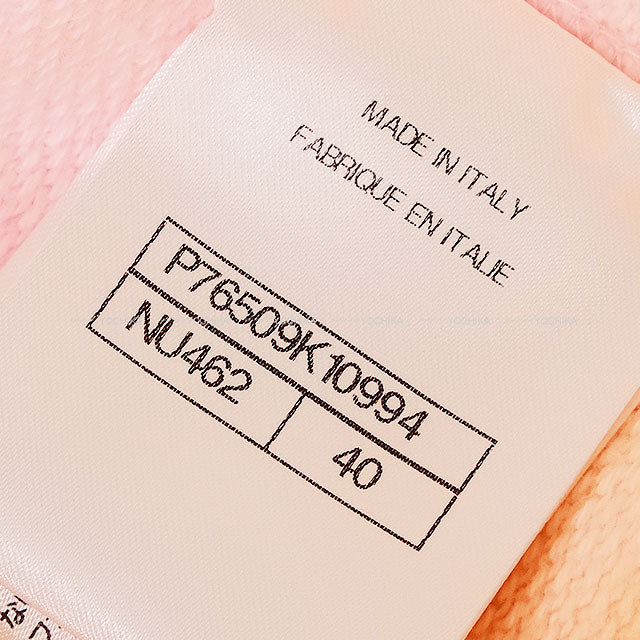 MADE IN ITALY
FABRIQUE EN ITALIE
P76509K10994
NU462
40